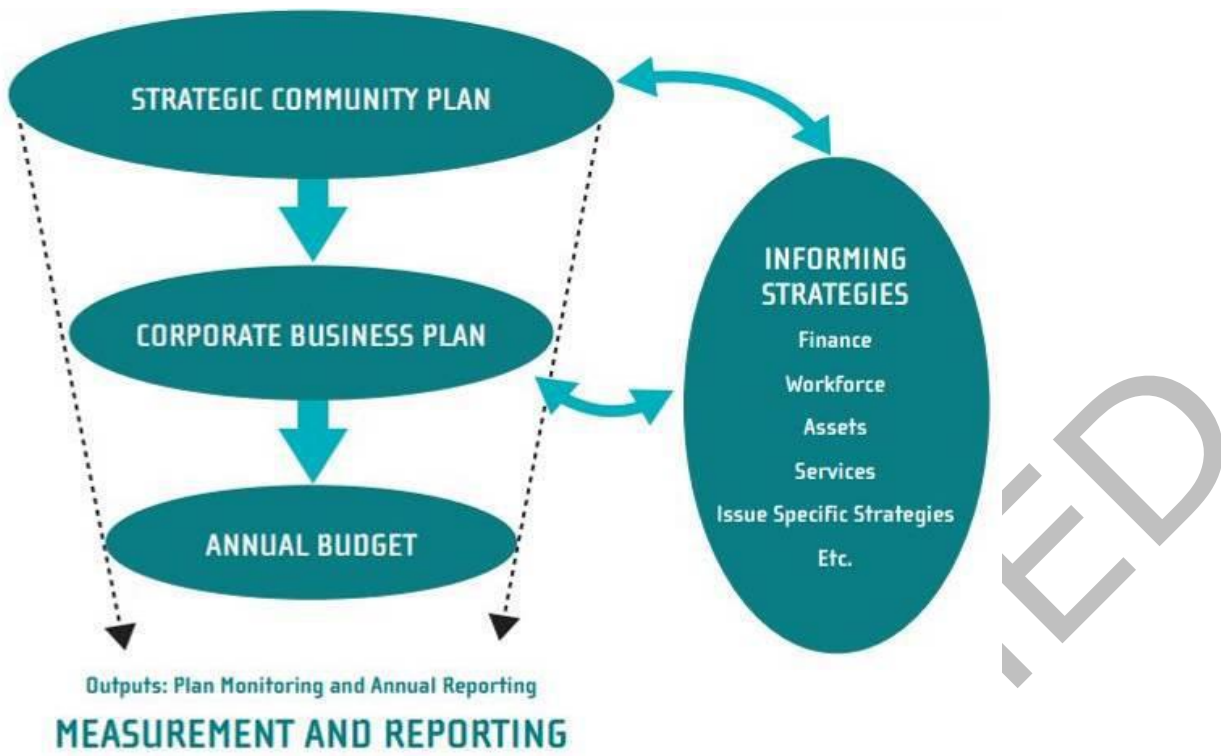 STRATEGIC COMMUNITY PLAN
CORPORATE BUSINESS PLAN
ANNUAL BUDGET
INFORMING
STRATEGIES
Finance
Workforce
Assets
Services
Issue Specific Strategies
Etc.
Outputs: Plan Monitoring and Annual Reporting
MEASUREMENT AND REPORTING